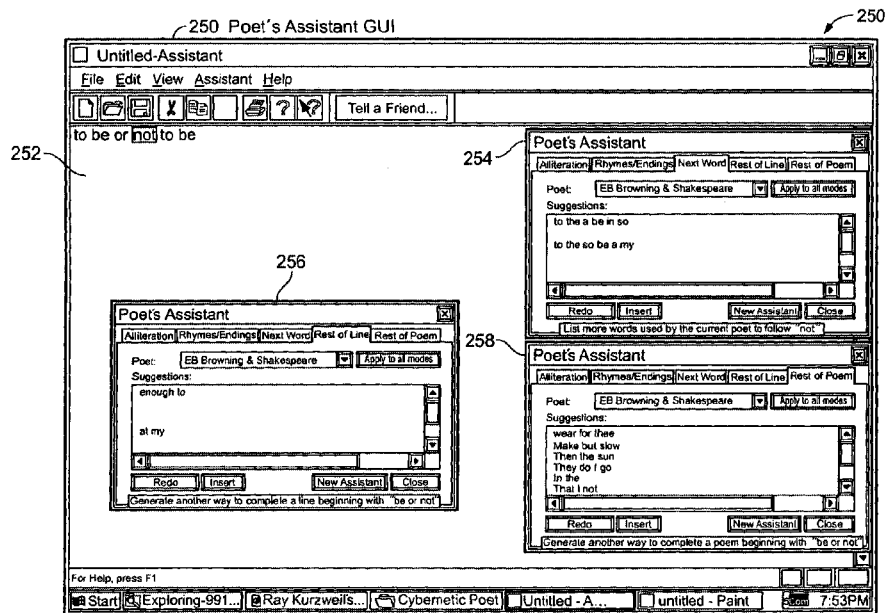 250 Poet's Assistant GUI
250
Untitled-Assistant
File Edit View Assistant Help
Tell a Friend...
to be or not to be
252
254
Poet's Assistant
Alliteration Rhymes/Endings Next Word Rest of Line Rest of Poem
Poet: EB Browning & Shakespeare Apply to all modes
Suggestions:
to the a be in so
to the so be a my
Redo Insert New Assistant Close
List more words used by the current poet to follow "not"
256
Poet's Assistant
Alliteration Rhymes/Endings Next Word Rest of Line Rest of Poem
Poet: EB Browning & Shakespeare Apply to all modes
Suggestions:
enough to
at my
Redo Insert New Assistant Close
Generate another way to complete a line beginning with "be or not"
258
Poet's Assistant
Alliteration Rhymes/Endings Next Word Rest of Line Rest of Poem
Poet: EB Browning & Shakespeare Apply to all modes
Suggestions:
wear for thee
Make but slow
Then the sun
They do I go
In the
That I not
Redo Insert New Assistant Close
Generate another way to complete a poem beginning with "be or not"
For Help, press F1
Start Exploring-991... Ray Kurzweil's... Cybernetic Poet Untitled - A... untitled - Paint 7:53PM